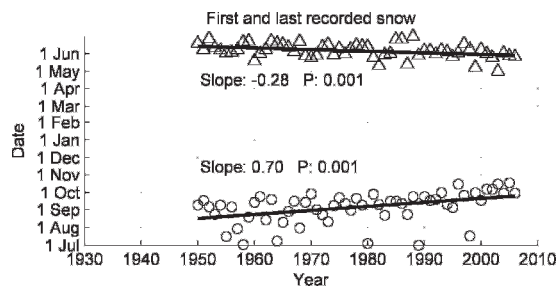 First and last recorded snow
1 Jun
1 May
1 Apr
1 Mar
1 Feb
1 Jan
1 Dec
1 Nov
1 Oct
1 Sep
1 Aug
1 Jul
Date
Slope: -0.28 P: 0.001
Slope: 0.70 P: 0.001
1930 1940 1950 1960 1970 1980 1990 2000 2010
Year